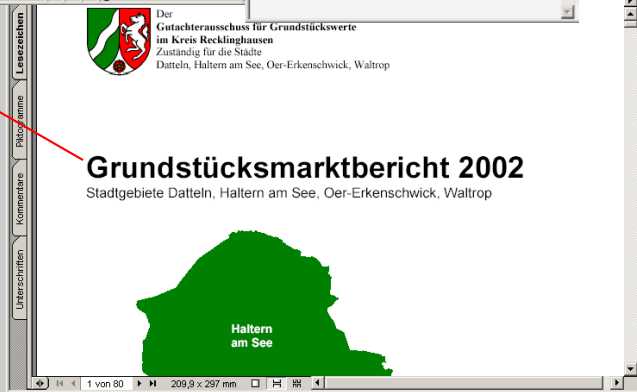 Der
Gutachterausschuss für Grundstückswerte
im Kreis Recklinghausen
Zuständig für die Städte
Datteln, Haltern am See, Oer-Erkenschwick, Waltrop
Lesezeichen
Piktogramme
Kommentare
Unterschriften
Grundstücksmarktbericht 2002
Stadtgebiete Datteln, Haltern am See, Oer-Erkenschwick, Waltrop
Haltern
am See
1 von 80
209,9 x 297 mm